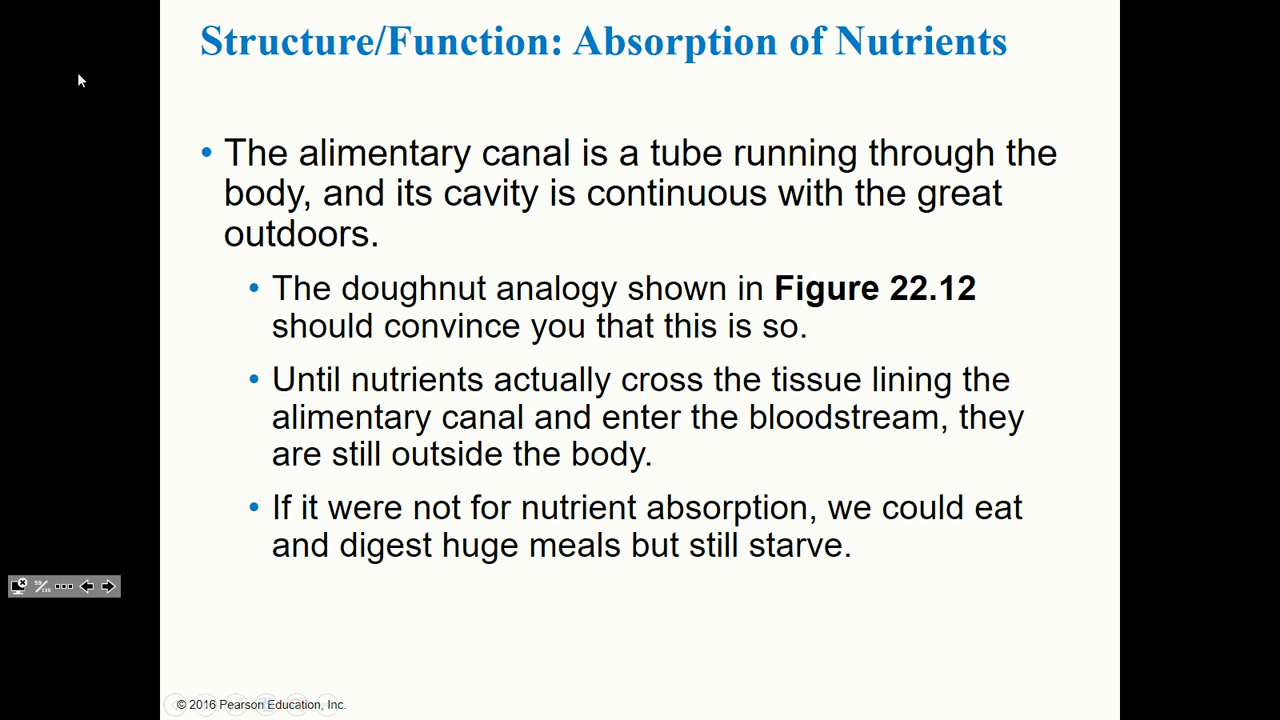 Structure/Function: Absorption of Nutrients
• The alimentary canal is a tube running through the
body, and its cavity is continuous with the great
outdoors.
• The doughnut analogy shown in Figure 22.12
should convince you that this is so.
• Until nutrients actually cross the tissue lining the
alimentary canal and enter the bloodstream, they
are still outside the body.
• If it were not for nutrient absorption, we could eat
and digest huge meals but still starve.
59/118
© 2016 Pearson Education, Inc.